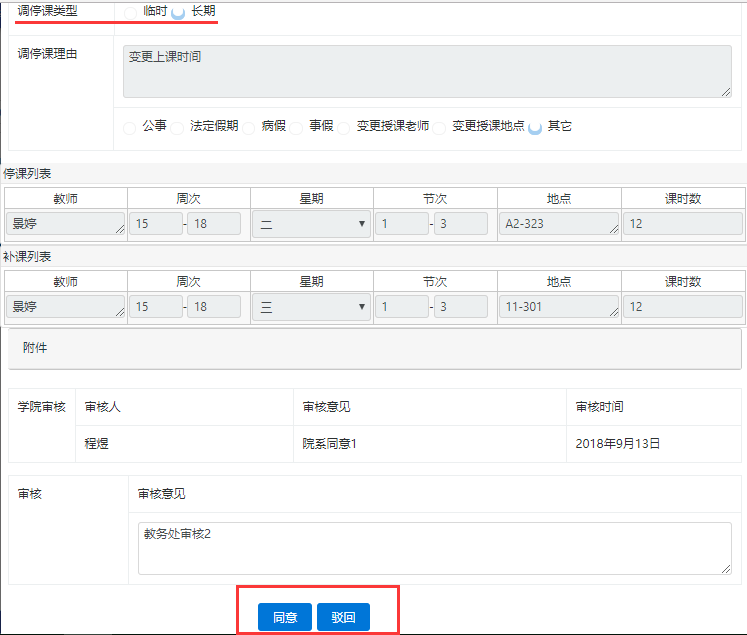 调停课类型 临时 长期
调停课理由 变更上课时间
公事 法定假期 病假 事假 变更授课老师 变更授课地点 其它
停课列表
教师 周次 星期 节次 地点 课时数
景婷 15 - 18 二 1 - 3 A2-323 12
补课列表
教师 周次 星期 节次 地点 课时数
景婷 15 - 18 三 1 - 3 11-301 12
附件
学院审核 审核人 审核意见 审核时间
程煜 院系同意1 2018年9月13日
审核 审核意见
教务处审核2
同意 驳回